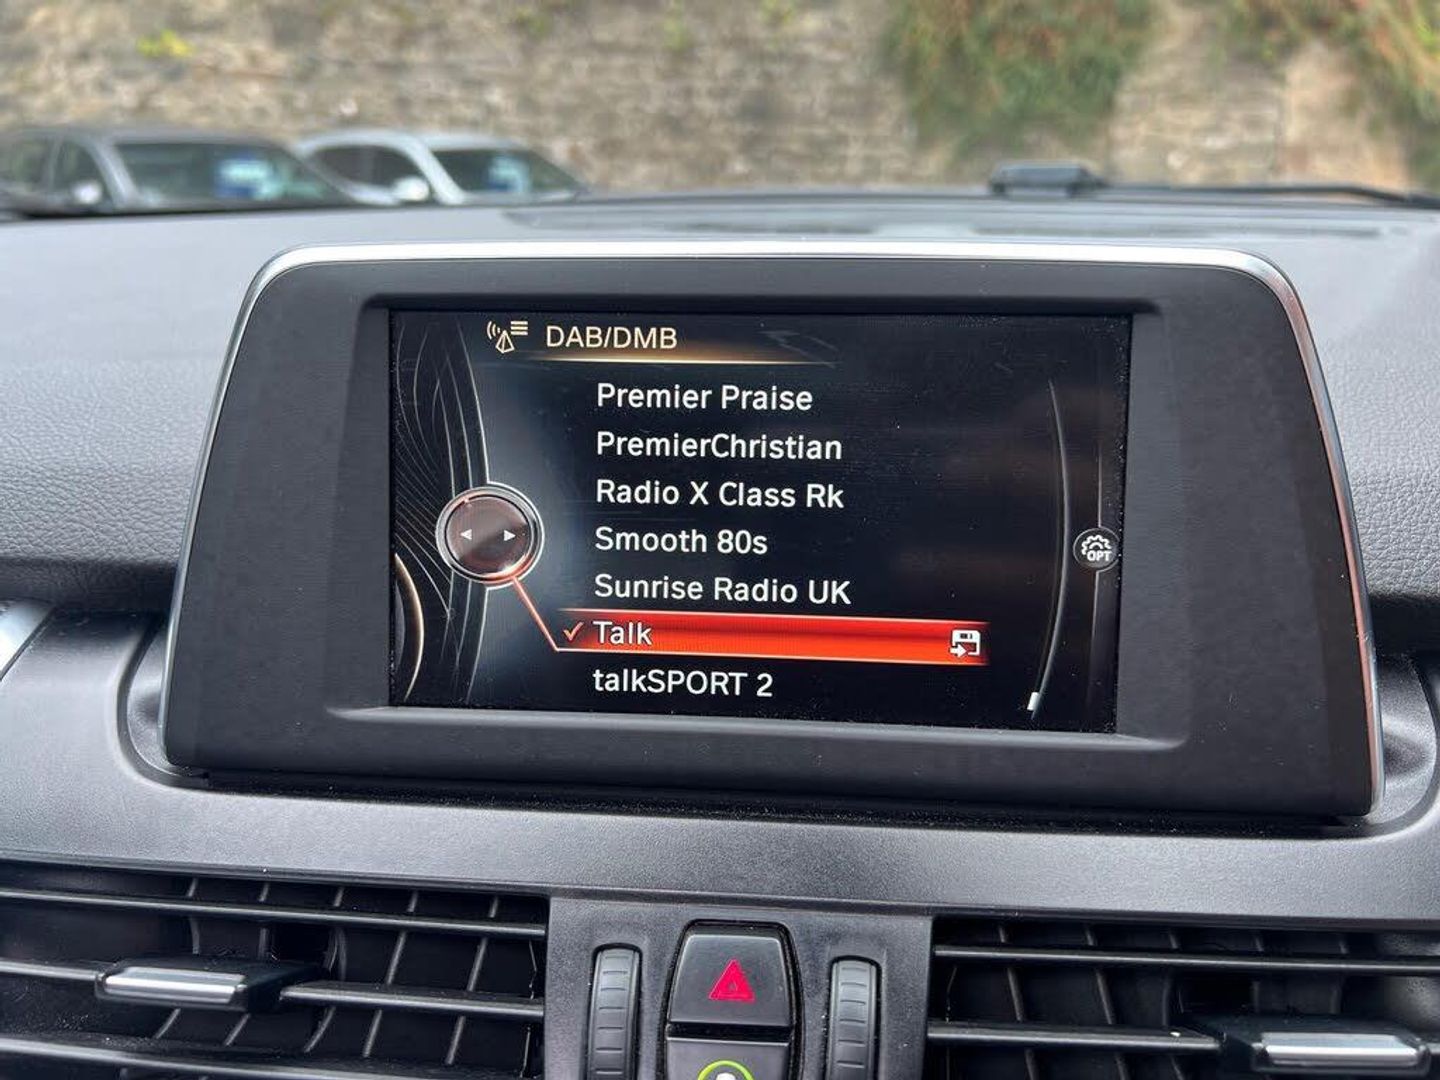 DAB/DMB
Premier Praise
PremierChristian
Radio X Class Rk
Smooth 80s
Sunrise Radio UK
OPT
Talk
talkSPORT 2